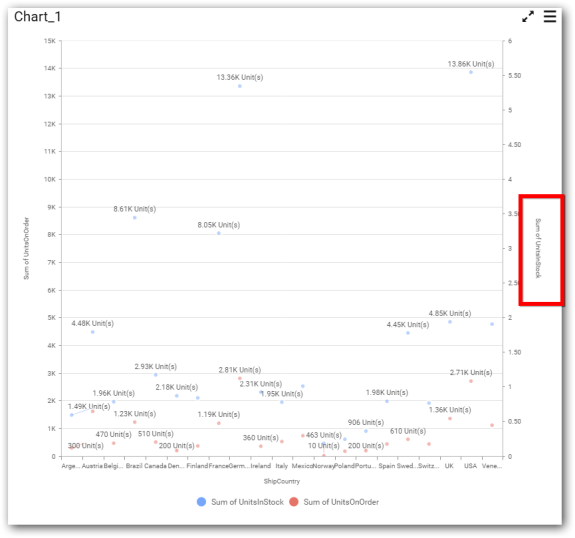 Chart_1
15K
14K
13K
12K
11K
10K
9K
8K
7K
6K
5K
4K
3K
2K
1K
0
Sum of UnitsOnOrder
6
5.50
5
4.50
4
3.50
3
2.50
2
1.50
1
0.50
0
Sum of UnitsInStock
13.86K Unit(s)
13.36K Unit(s)
8.61K Unit(s)
8.05K Unit(s)
4.85K Unit(s)
4.48K Unit(s)
4.45K Unit(s)
2.93K Unit(s)
2.81K Unit(s)
2.71K Unit(s)
2.18K Unit(s)
2.31K Unit(s)
1.96K Unit(s)
1.95K Unit(s)
1.98K Unit(s)
1.49K Unit(s)
1.23K Unit(s)
1.19K Unit(s)
1.36K Unit(s)
906 Unit(s)
470 Unit(s)
510 Unit(s)
360 Unit(s)
463 Unit(s)
610 Unit(s)
300 Unit(s)
200 Unit(s)
10 Unit(s)
200 Unit(s)
Arge... Austria Belgi... Brazil Canada Den... Finland France Germ... Ireland Italy Mexico Norway Poland Portu... Spain Swed... Switz... UK USA Vene...
ShipCountry
Sum of UnitsInStock Sum of UnitsOnOrder